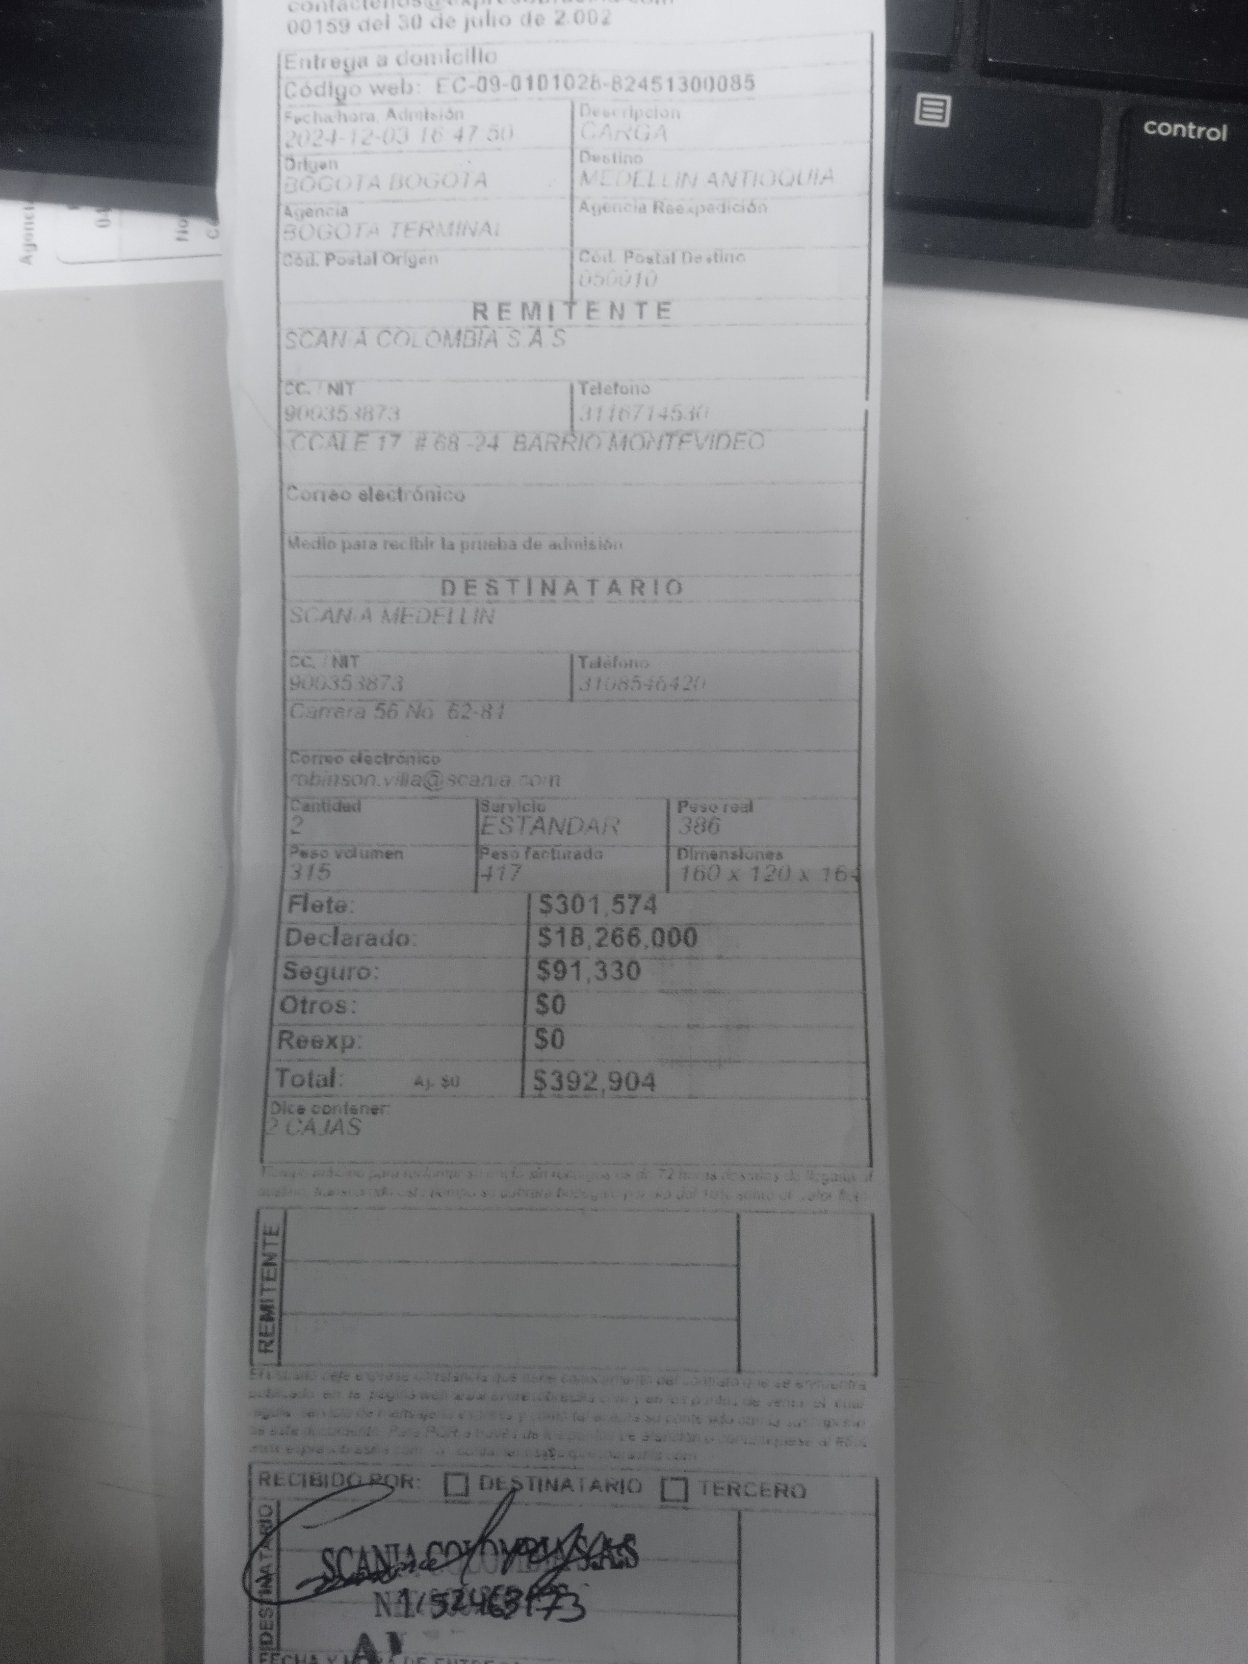 00159 del 30 de julio de 2.002
Entrega a domicilio
Código web: EC-09-0101028-82451300085
Fecha/hora, Admisión
2024-12-03 16:47:50
Descripcion
CARGA
Origen
BOGOTA BOGOTA
Destino
MEDELLIN ANTIOQUIA
Agencia
BOGOTA TERMINAL
Agencia Reexpedición
Cód. Postal Origen
Cód. Postal Destino
050010
REMITENTE
SCANIA COLOMBIA S.A.S
CC. / NIT
900353873
Telefono
3116714530
CCALE 17 # 68 -24 BARRIO MONTEVIDEO
Correo electrónico
Medio para recibir la prueba de admisión
DESTINATARIO
SCANIA MEDELLIN
CC. / NIT
900353873
Teléfono
3108546420
Carrera 56 No. 62-81
Correo electrónico
robinson.villa@scania.com
Cantidad
2
Servicio
ESTANDAR
Peso real
386
Peso volumen
315
Peso facturado
417
Dimensiones
160 x 120 x 164
Flete: $301,574
Declarado: $18,266,000
Seguro: $91,330
Otros: $0
Reexp: $0
Total: Aj. $0 $392,904
Dice contener:
2 CAJAS
REMITENTE
RECIBIDO POR: DESTINATARIO TERCERO
DESTINATARIO
SCANIA COLOMBIA S.A.S
control